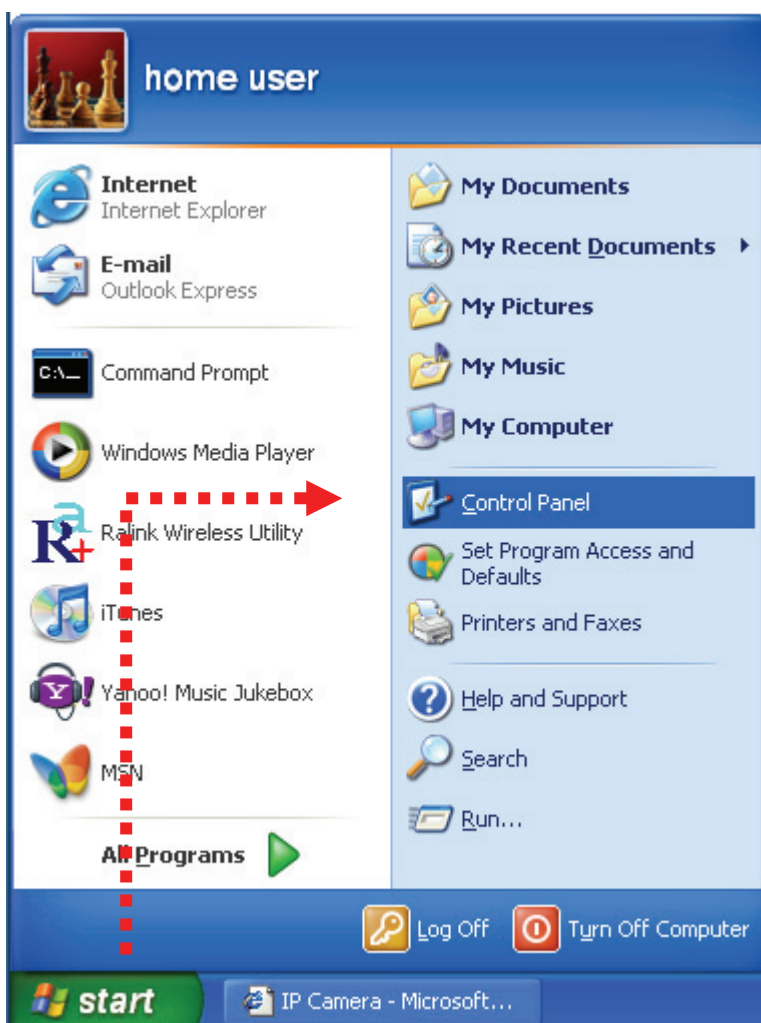 home user
Internet
Internet Explorer
E-mail
Outlook Express
C:\_
Command Prompt
Windows Media Player
Ralink Wireless Utility
iTunes
Yahoo! Music Jukebox
MSN
All Programs
My Documents
My Recent Documents
My Pictures
My Music
My Computer
Control Panel
Set Program Access and
Defaults
Printers and Faxes
Help and Support
Search
Run...
Log Off
Turn Off Computer
start
IP Camera - Microsoft...